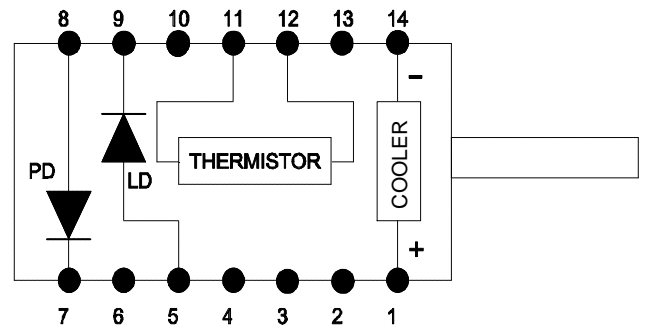 8 9 10 11 12 13 14
−
THERMISTOR
COOLER
PD
LD
+
7 6 5 4 3 2 1